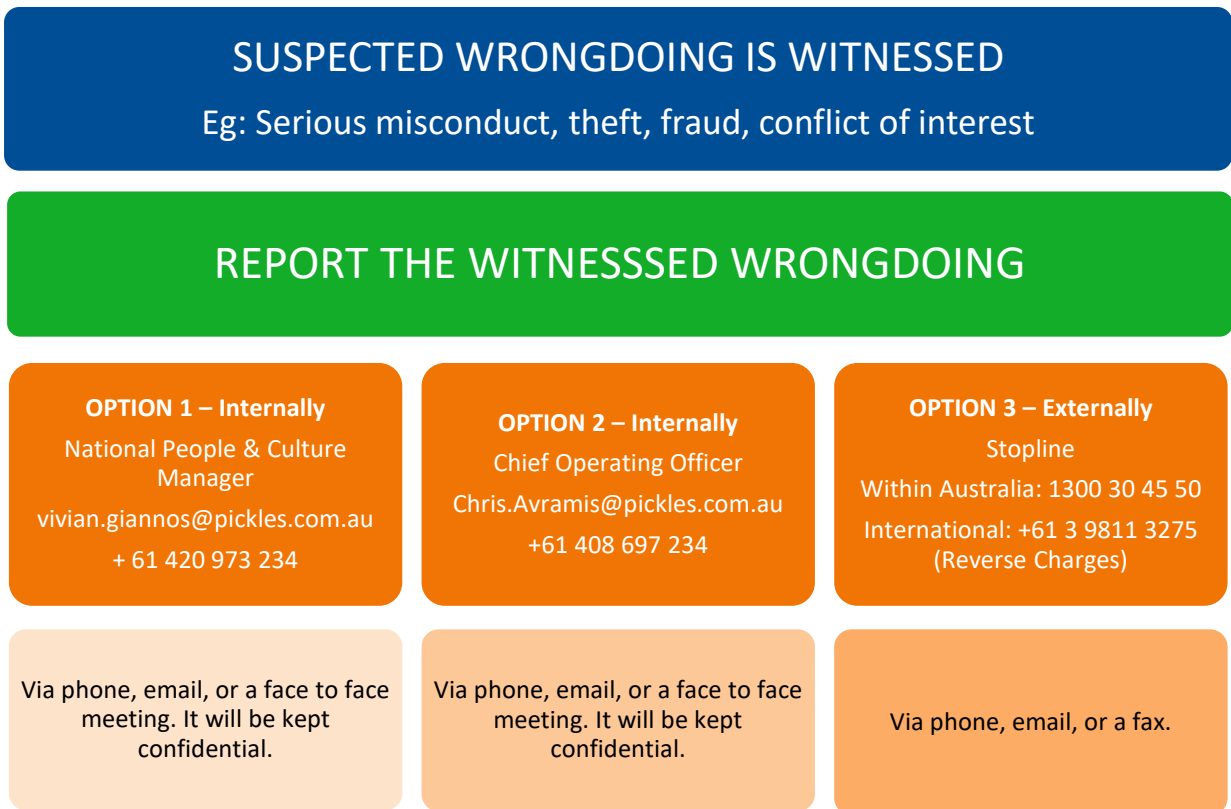 SUSPECTED WRONGDOING IS WITNESSED
Eg: Serious misconduct, theft, fraud, conflict of interest
REPORT THE WITNESSSED WRONGDOING
OPTION 1 – Internally
National People & Culture
Manager
vivian.giannos@pickles.com.au
+ 61 420 973 234
OPTION 2 – Internally
Chief Operating Officer
Chris.Avramis@pickles.com.au
+61 408 697 234
OPTION 3 – Externally
Stopline
Within Australia: 1300 30 45 50
International: +61 3 9811 3275
(Reverse Charges)
Via phone, email, or a face to face
meeting. It will be kept
confidential.
Via phone, email, or a face to face
meeting. It will be kept
confidential.
Via phone, email, or a fax.